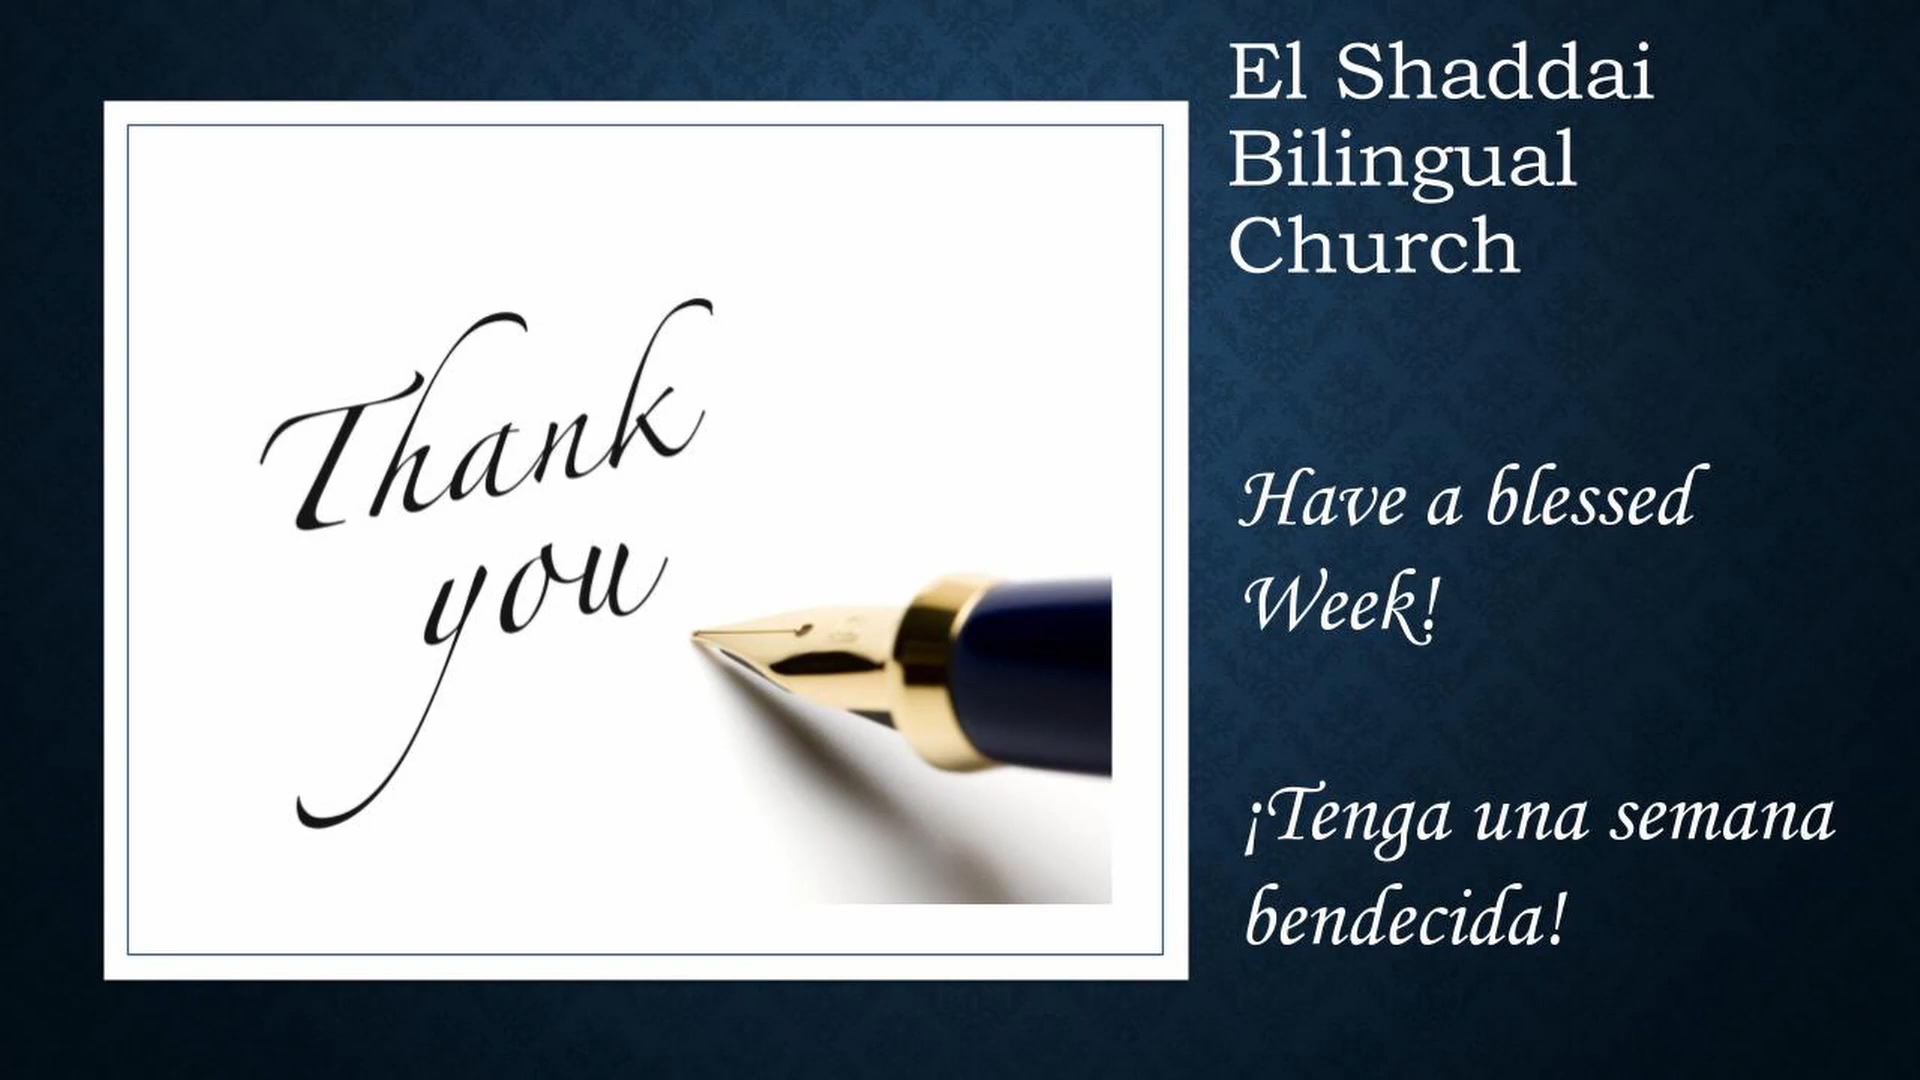 El Shaddai
Bilingual
Church
Thank
you
Have a blessed
Week!
¡Tenga una semana
bendecida!